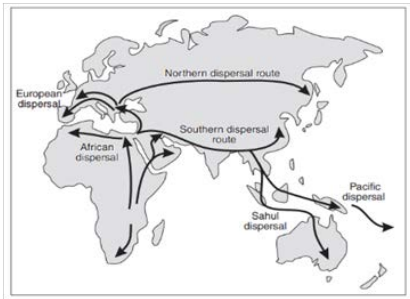 Northern dispersal route
European
dispersal
Southern dispersal
route
African
dispersal
Pacific
dispersal
Sahul
dispersal